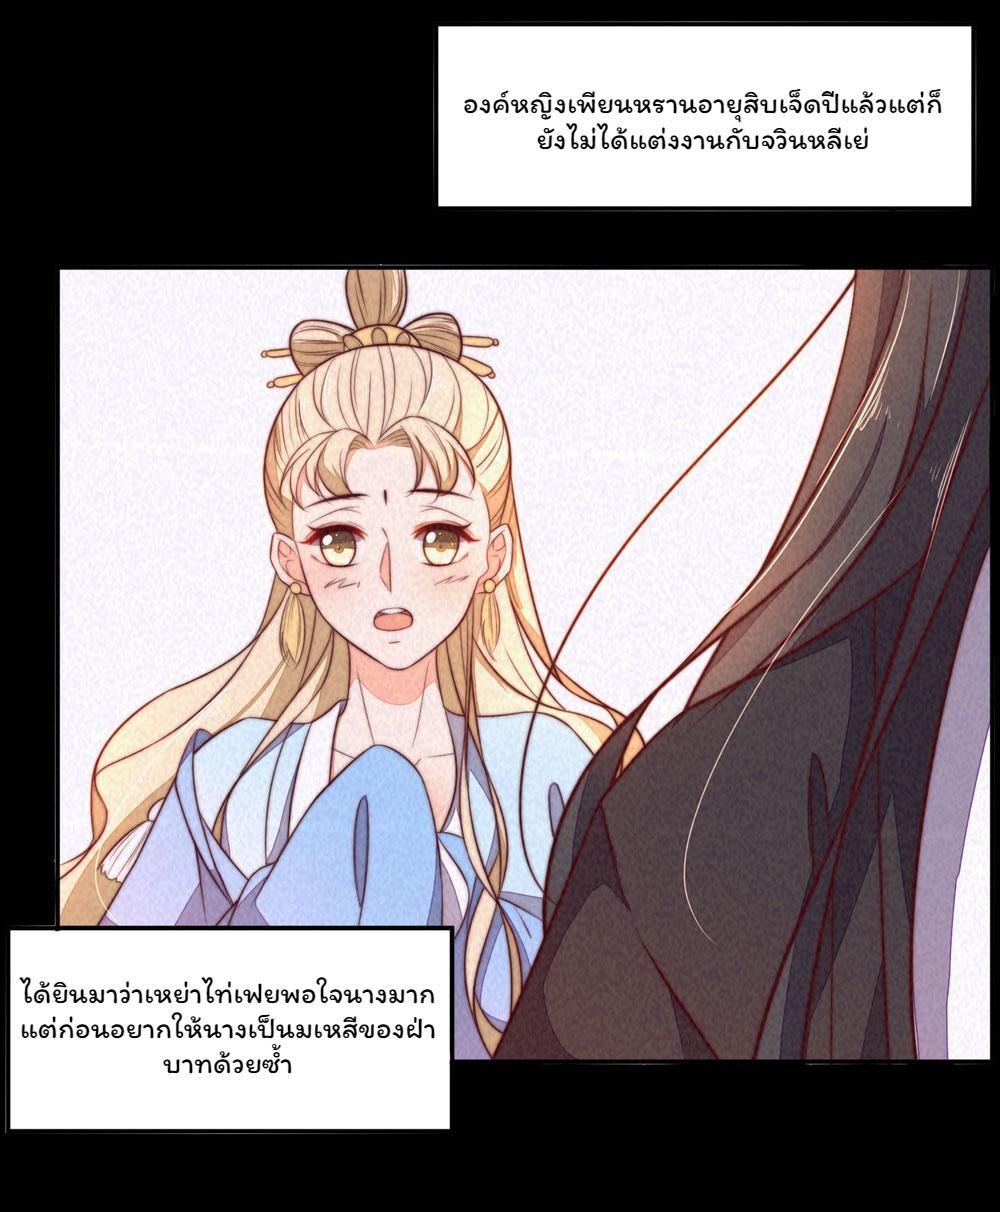 องค์หญิงเพียนหรานอายุสิบเจ็ดปีแล้วแต่ก็
ยังไม่ได้แต่งงานกับจวินหลีเย่
ได้ยินมาว่าเหย่าไท่เฟยพอใจนางมาก
แต่ก่อนอยากให้นางเป็นมเหสีของฝ่า
บาทด้วยซ้ำ